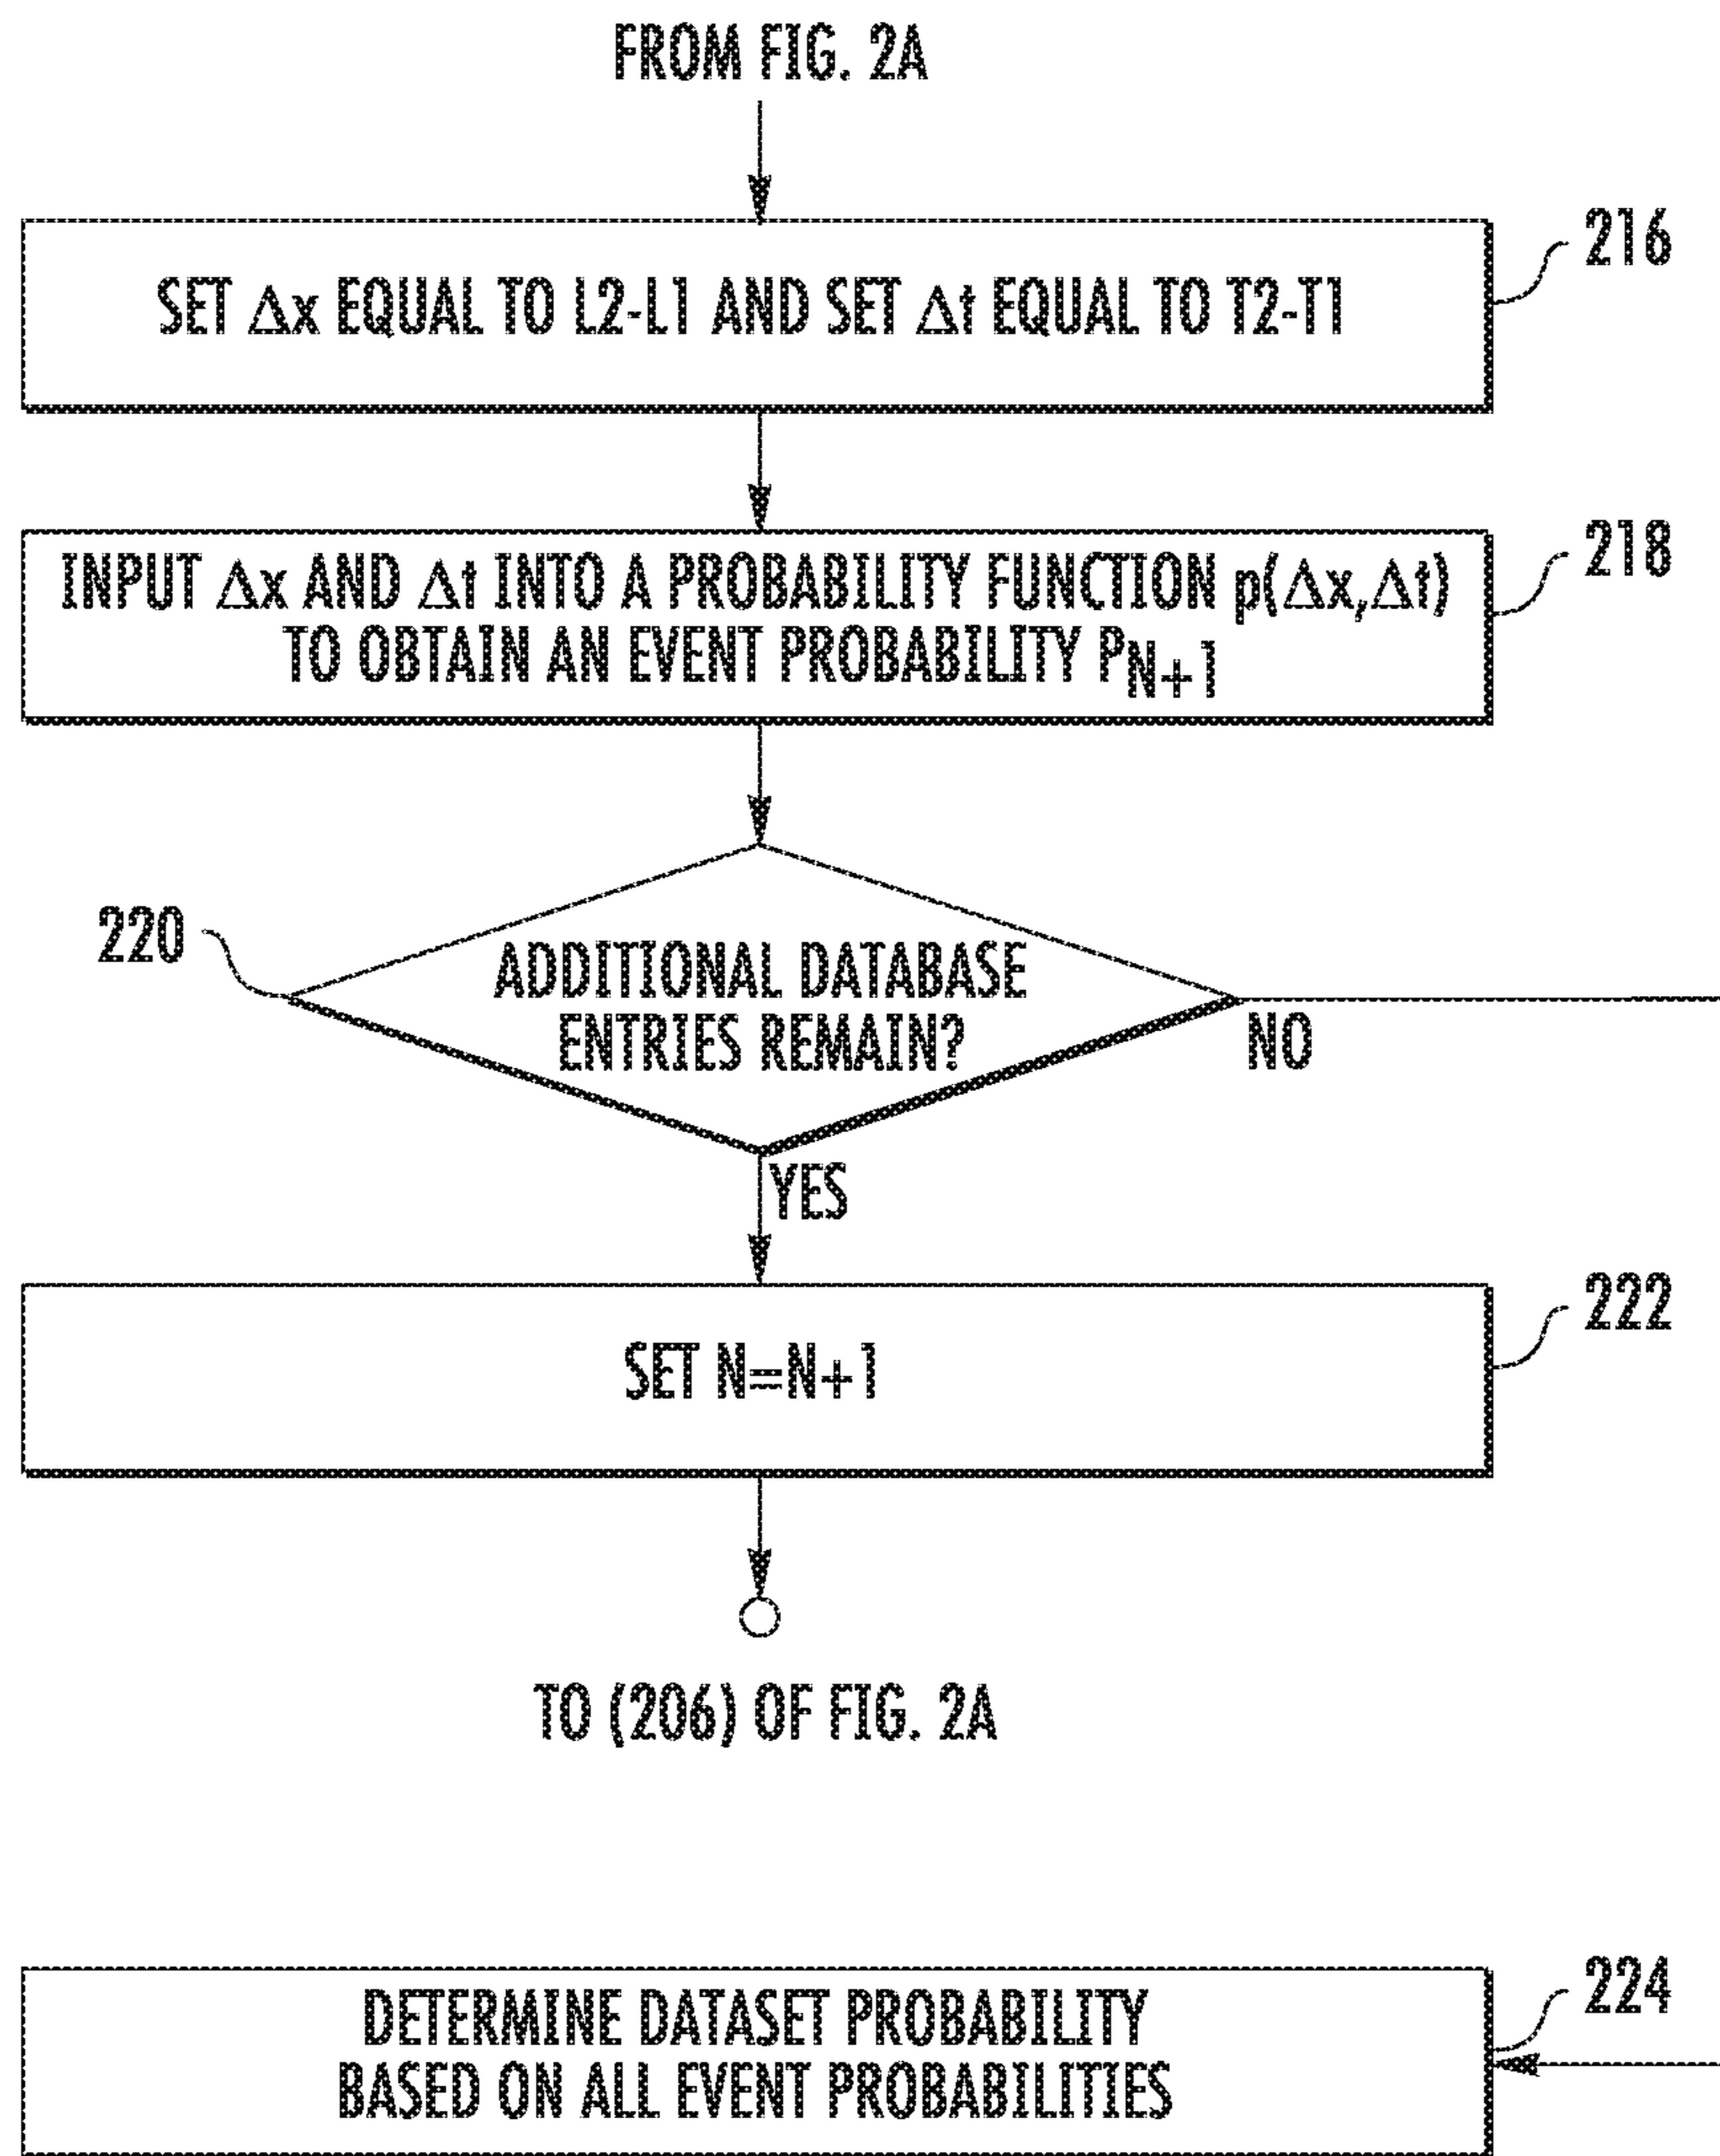 FROM FIG. 2A
216
SET Δx EQUAL TO L2-L1 AND SET Δt EQUAL TO T2-T1
218
INPUT Δx AND Δt INTO A PROBABILITY FUNCTION p(Δx,Δt)
TO OBTAIN AN EVENT PROBABILITY PN+1
220
ADDITIONAL DATABASE
ENTRIES REMAIN?
NO
YES
222
SET N=N+1
TO (206) OF FIG. 2A
224
DETERMINE DATASET PROBABILITY
BASED ON ALL EVENT PROBABILITIES